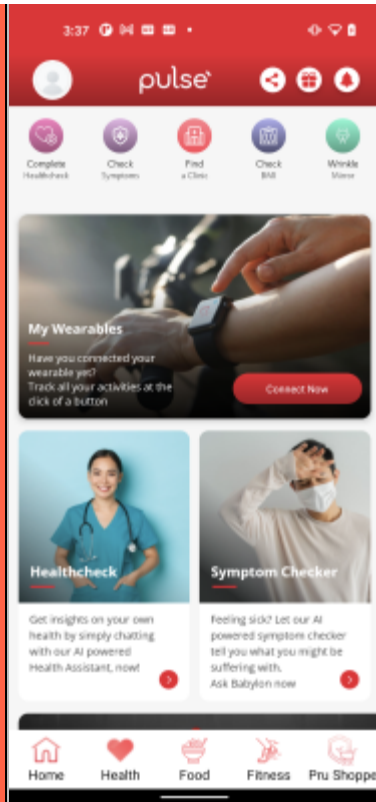 3:37
pulse
Complete
Healthcheck
Check
Symptoms
Find
a Clinic
Check
BMI
Wrinkle
Mirror
My Wearables
Have you connected your
wearable yet?
Track all your activities at the
click of a button
Connect Now
Healthcheck
Get insights on your own
health by simply chatting
with our AI powered
Health Assistant, now!
Symptom Checker
Feeling sick? Let our AI
powered symptom checker
tell you what you might be
suffering with.
Ask Babylon now
Home
Health
Food
Fitness
Pru Shoppe